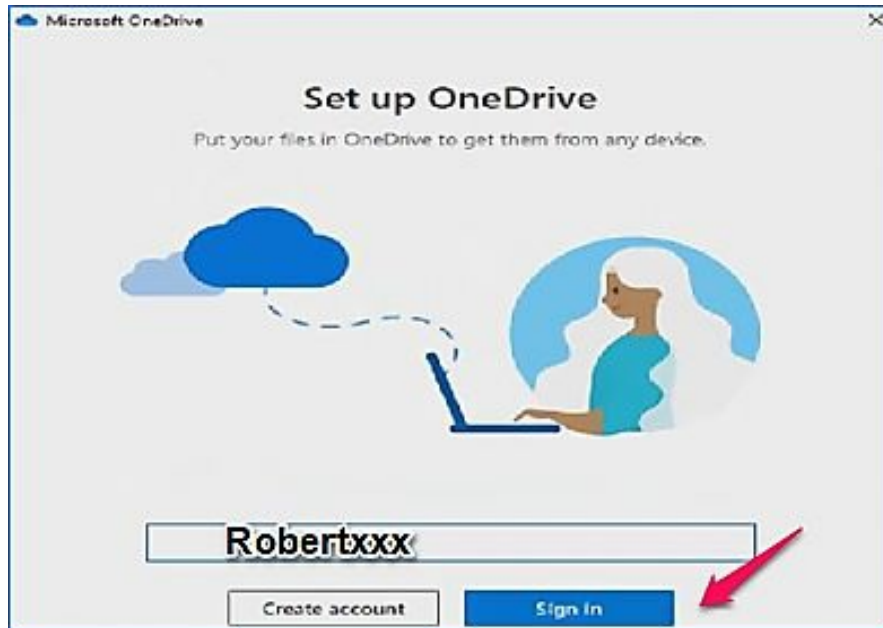 Microsoft OneDrive
Set up OneDrive
Put your files in OneDrive to get them from any device.
Robertxxx
Create account
Sign in